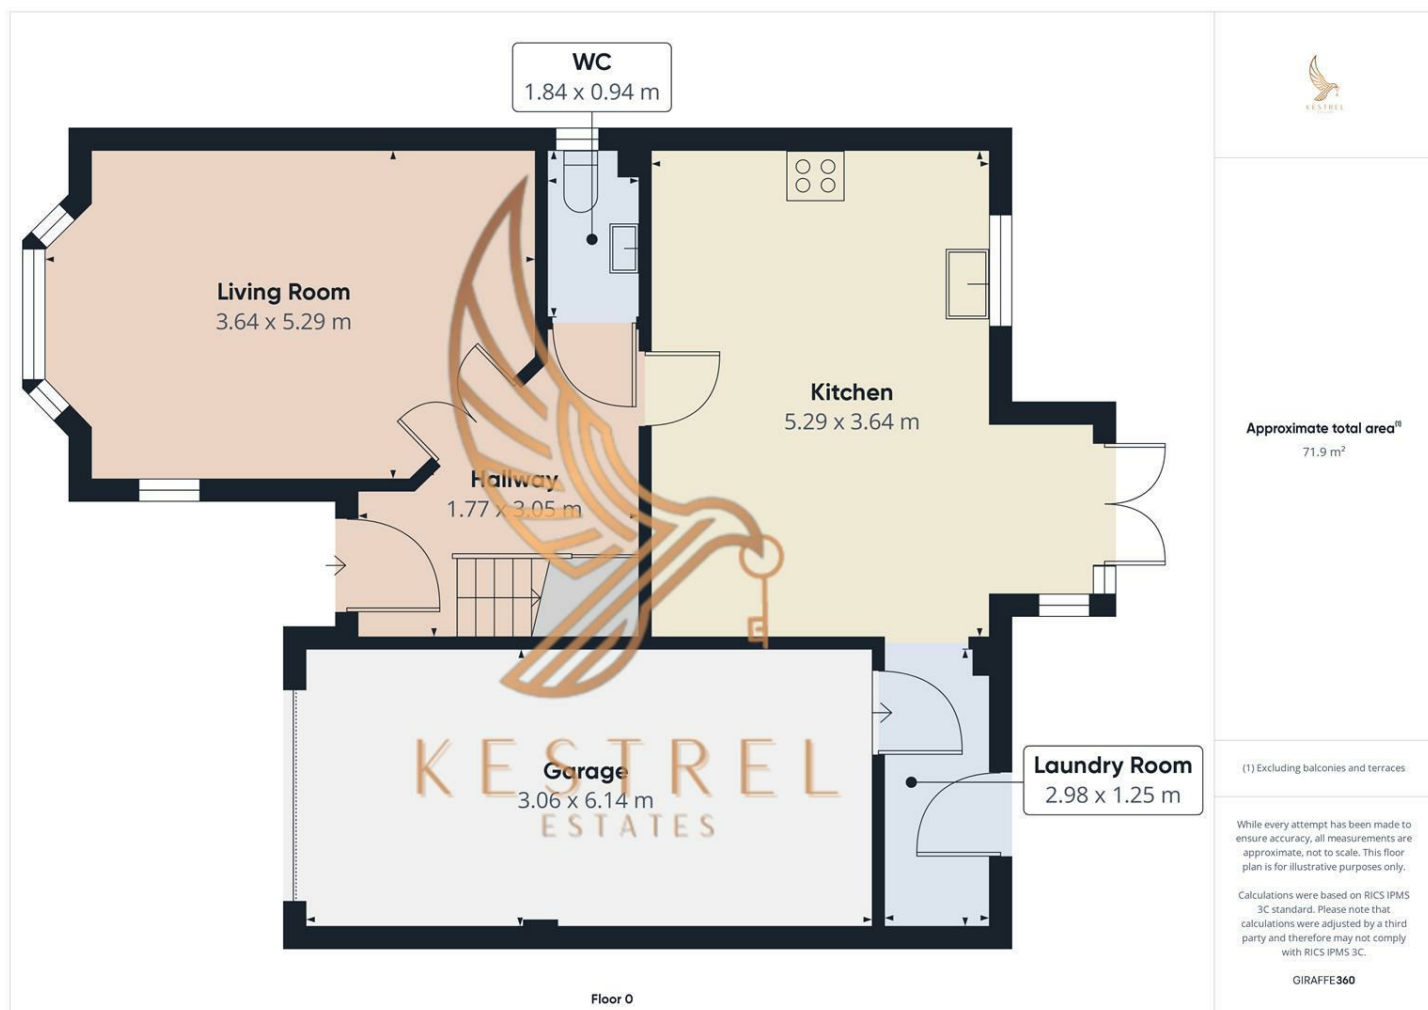 WC
1.84 x 0.94 m
KESTREL
Living Room
3.64 x 5.29 m
Kitchen
5.29 x 3.64 m
Approximate total area(1)
71.9 m²
Hallway
1.77 x 3.05 m
KESTREL
ESTATES
Garage
3.06 x 6.14 m
Laundry Room
2.98 x 1.25 m
(1) Excluding balconies and terraces
While every attempt has been made to
ensure accuracy, all measurements are
approximate, not to scale. This floor
plan is for illustrative purposes only.
Calculations were based on RICS IPMS
3C standard. Please note that
calculations were adjusted by a third
party and therefore may not comply
with RICS IPMS 3C.
GIRAFFE360
Floor 0